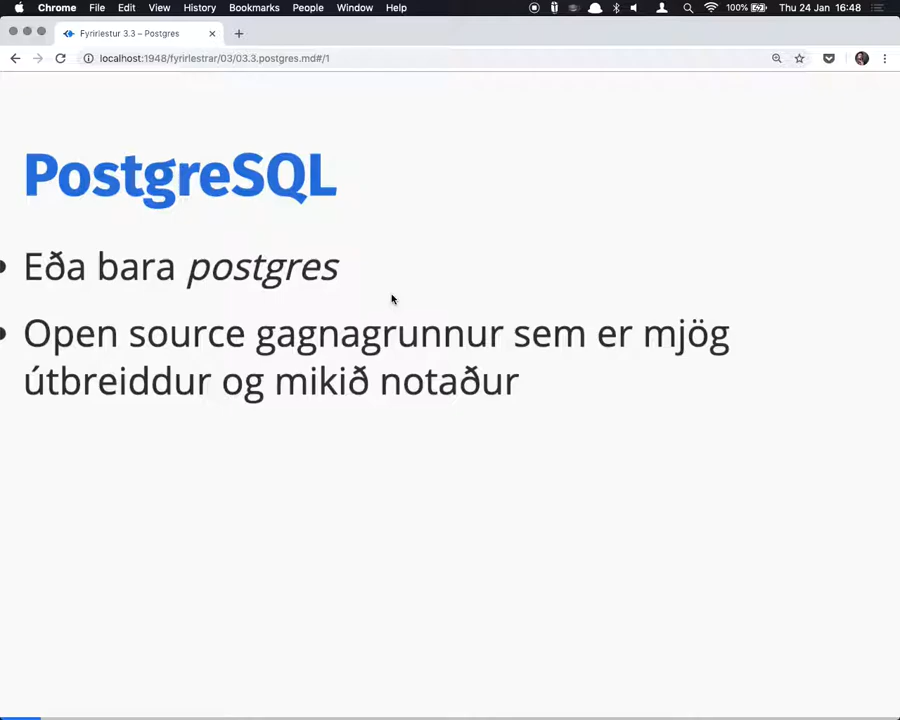 Chrome File Edit View History Bookmarks People Window Help 100% Thu 24 Jan 16:48
Fyrirlestur 3.3 – Postgres
localhost:1948/fyrirlestrar/03/03.3.postgres.md#/1
PostgreSQL
• Eða bara postgres
• Open source gagnagrunnur sem er mjög
útbreiddur og mikið notaður